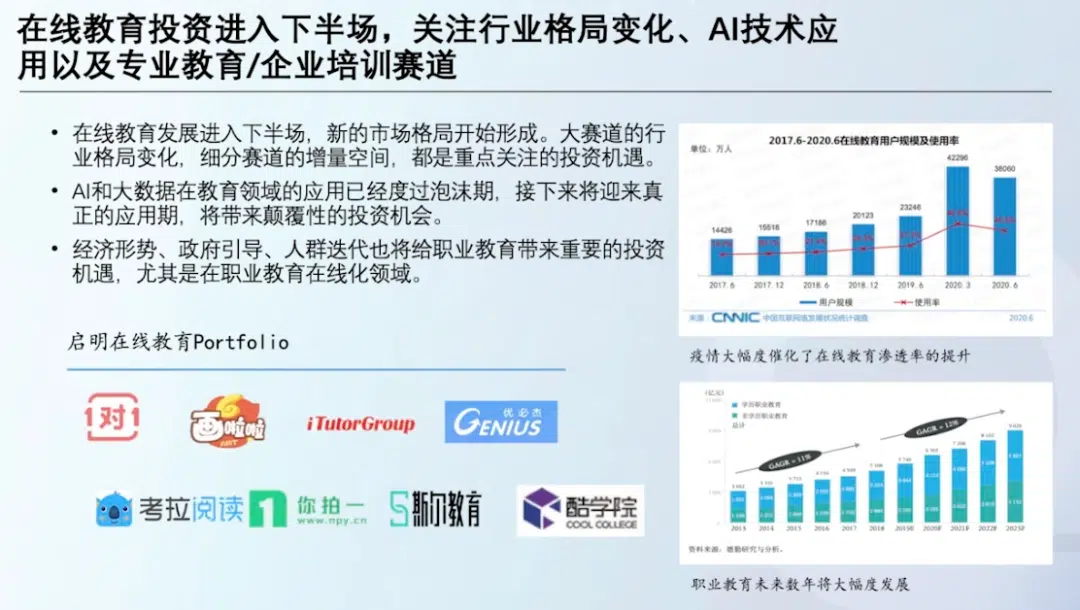 在线教育投资进入下半场，关注行业格局变化、AI技术应
用以及专业教育/企业培训赛道
• 在线教育发展进入下半场，新的市场格局开始形成。大赛道的行
业格局变化，细分赛道的增量空间，都是重点关注的投资机遇。
• AI和大数据在教育领域的应用已经度过泡沫期，接下来将迎来真
正的应用期，将带来颠覆性的投资机会。
• 经济形势、政府引导、人群迭代也将给职业教育带来重要的投资
机遇，尤其是在职业教育在线化领域。
启明在线教育Portfolio
1对1
画啦啦
ART
iTutorGroup
优必杰
GENIUS
考拉阅读
1
你拍一
www.npy.cn
斯尔教育
酷学院
COOL COLLEGE
2017.6-2020.6在线教育用户规模及使用率
单位：万人
14426 15518 17186 20123 23246 42296 38060
2017.6 2017.12 2018.6 2018.12 2019.6 2020.3 2020.6
用户规模 使用率
来源：CNNIC 中国互联网络发展状况统计调查
2020.6
疫情大幅度催化了在线教育渗透率的提升
(亿元)
学历职业教育
非学历职业教育
总计
GAGR = 11%
GAGR = 12%
2013 2014 2015 2016 2017 2018 2019E 2020F 2021F 2022F 2023F
资料来源：德勤研究与分析。
职业教育未来数年将大幅度发展